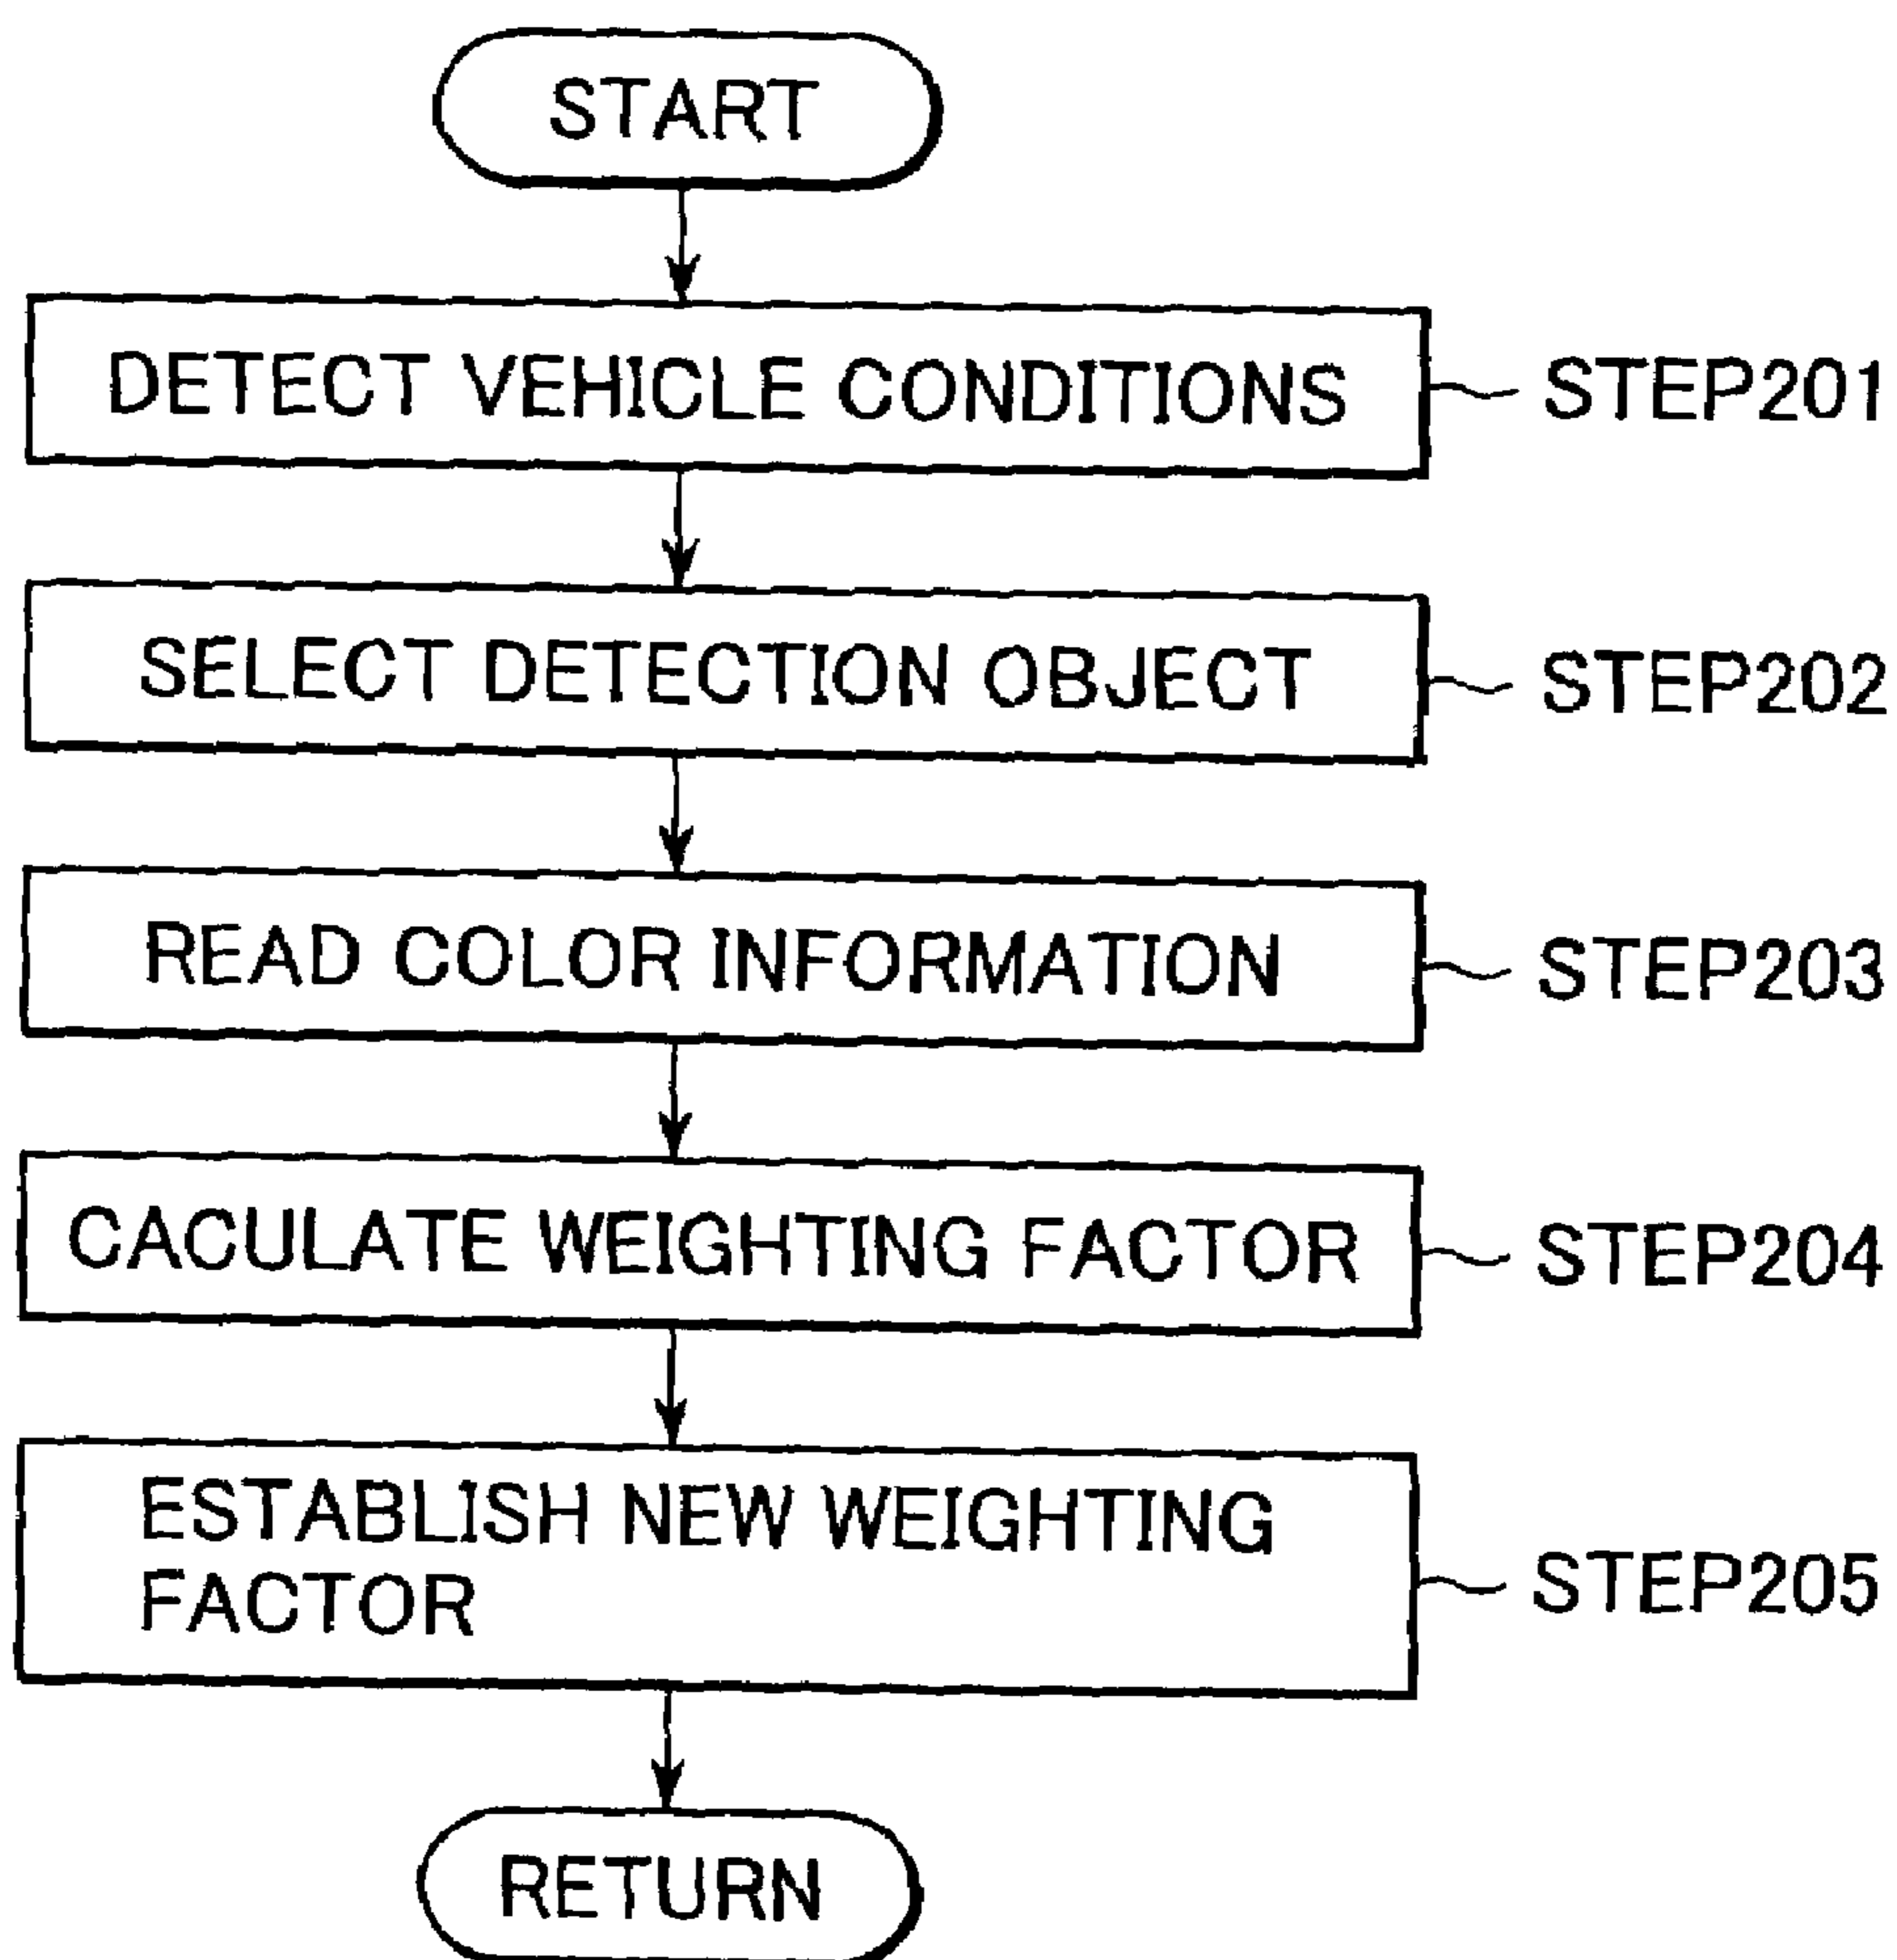 START
DETECT VEHICLE CONDITIONS
STEP201
SELECT DETECTION OBJECT
STEP202
READ COLOR INFORMATION
STEP203
CACULATE WEIGHTING FACTOR
STEP204
ESTABLISH NEW WEIGHTING
FACTOR
STEP205
RETURN